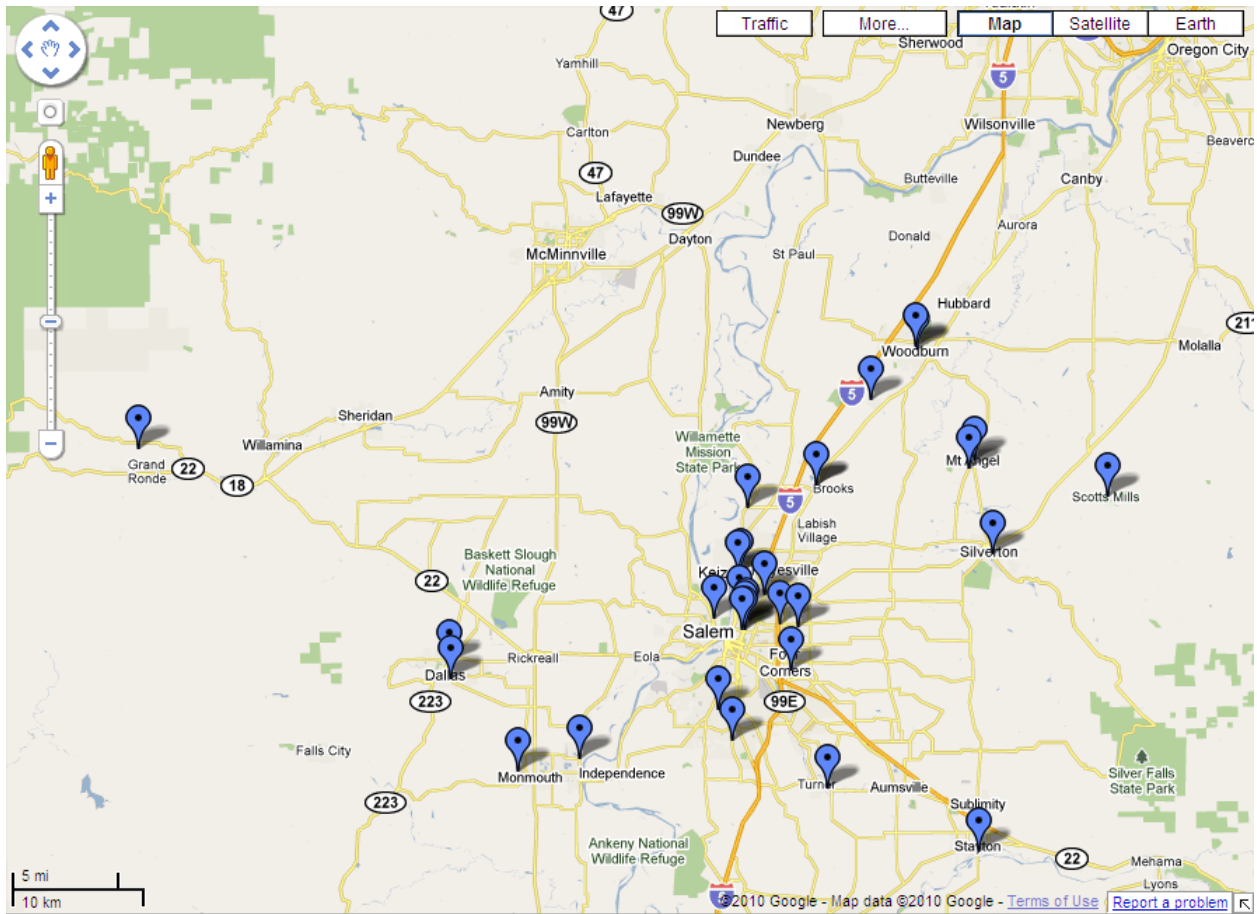 47
Traffic
More...
Map
Satellite
Earth
Sherwood
Oregon City
Yamhill
5
Newberg
Wilsonville
Carlton
Beaverc
Dundee
47
Butteville
Canby
Lafayette
99W
Aurora
Dayton
Donald
McMinnville
St Paul
Hubbard
211
Woodburn
Molalla
Amity
5
Sheridan
99W
Willamina
Willamette
Mission
State Park
Mt Angel
Grand
Ronde
22
18
Brooks
Scotts Mills
5
Labish
Village
Silverton
Baskett Slough
National
Wildlife Refuge
22
Salem
Rickreall
Eola
Corners
Dallas
223
99E
Falls City
Monmouth
Independence
Turner
Aumsville
Silver Falls
State Park
223
Sublimity
Stayton
Ankeny National
Wildlife Refuge
22
Mehama
Lyons
5 mi
10 km
5
©2010 Google - Map data ©2010 Google - Terms of Use
Report a problem